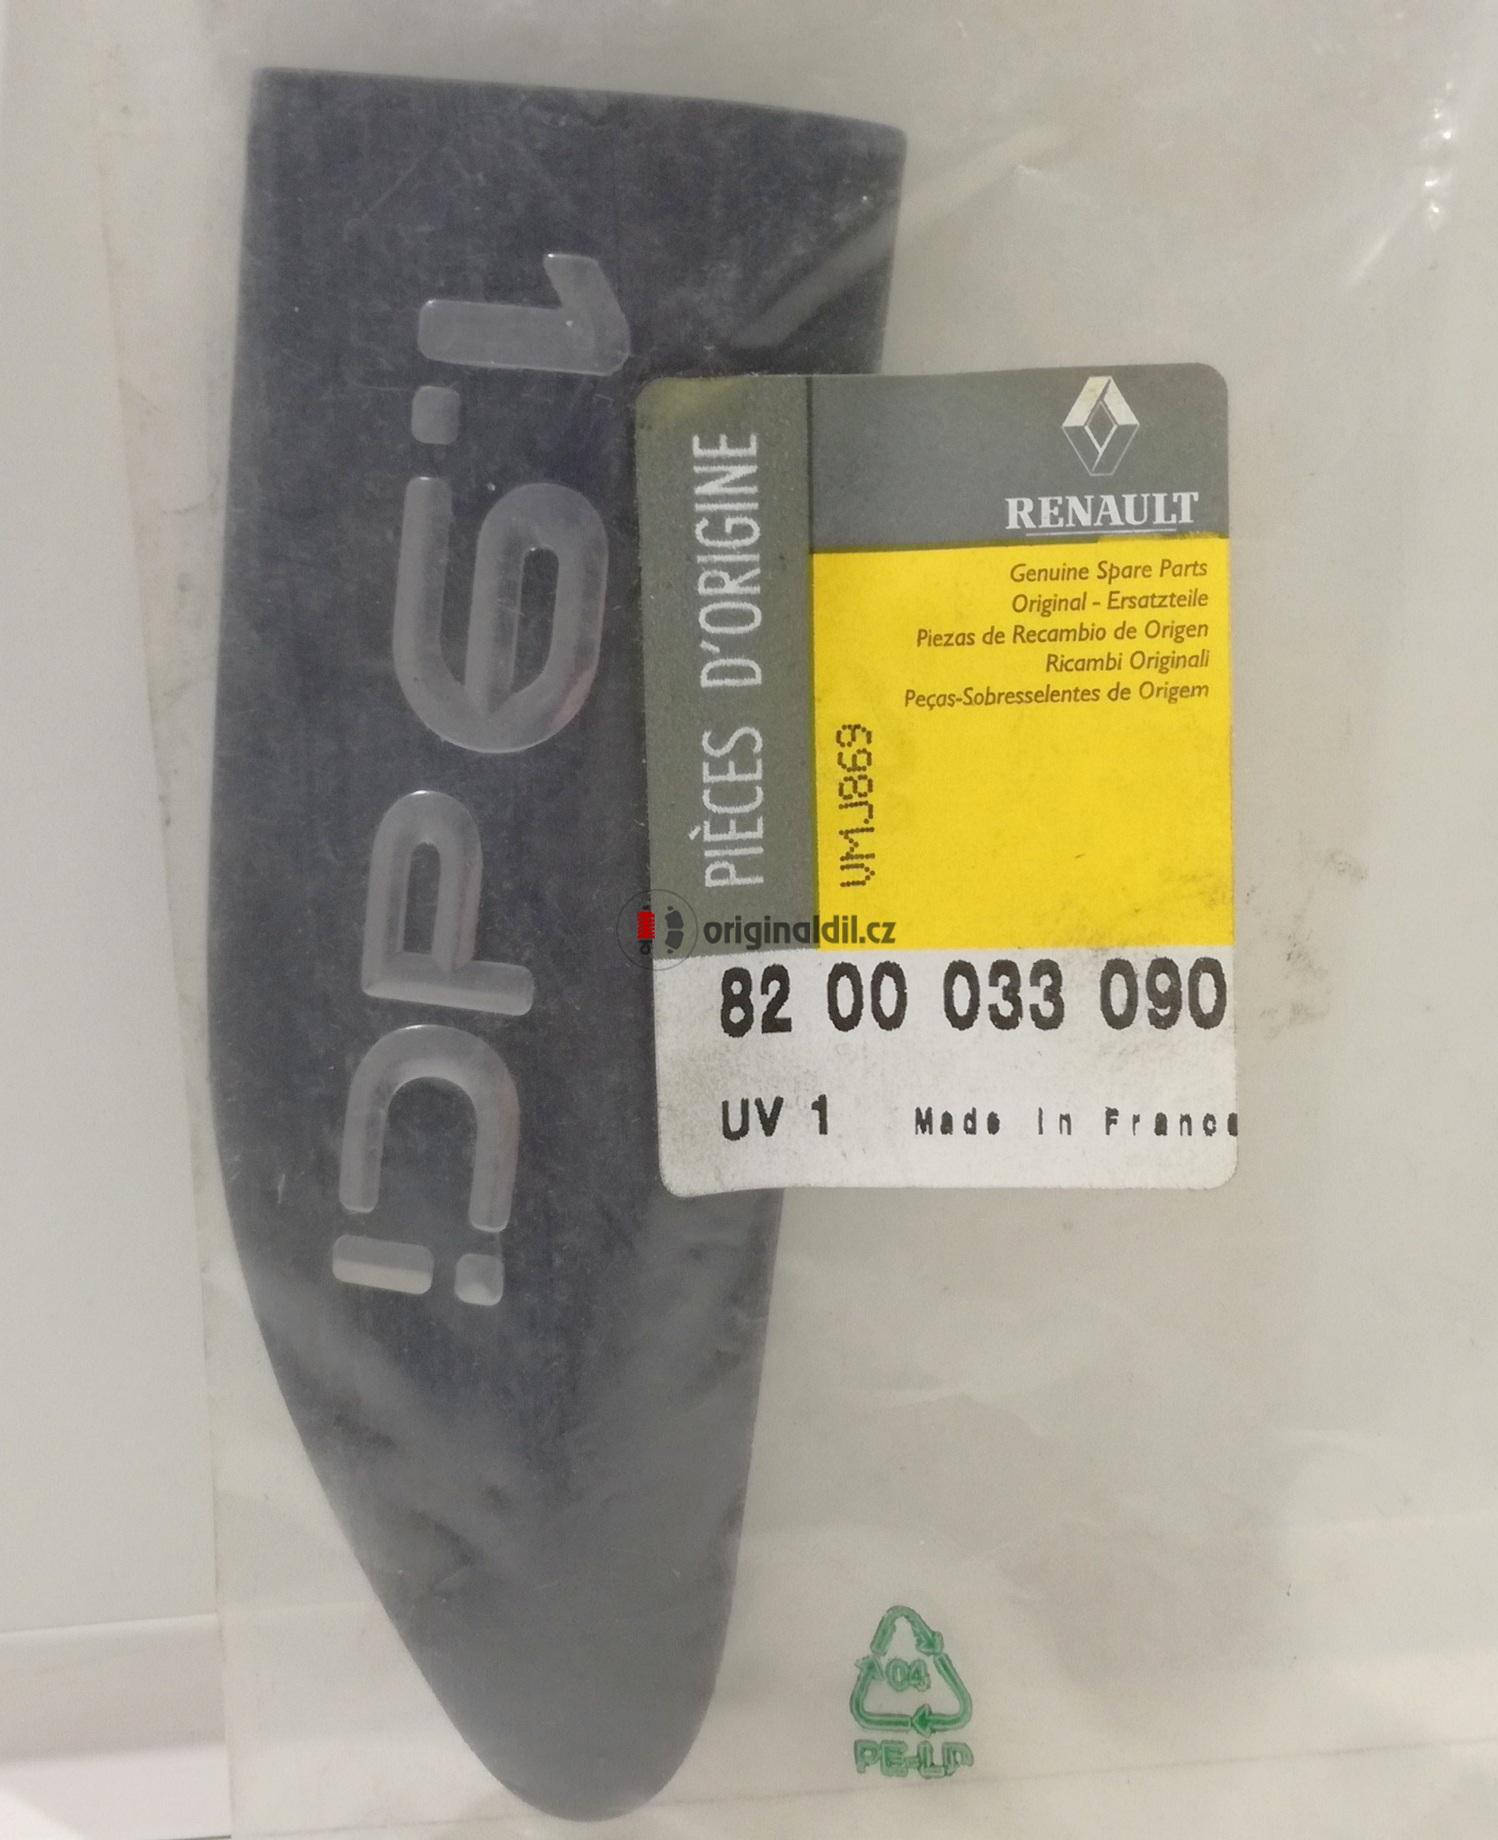 1.9 dCi
PIÈCES D'ORIGINE
RENAULT
Genuine Spare Parts
Original - Ersatzteile
Piezas de Recambio de Origen
Ricambi Originali
Peças-Sobresselentes de Origem
VMJ869
originaldil.cz
82 00 033 090
UV 1 Made in France
04
PE-LD